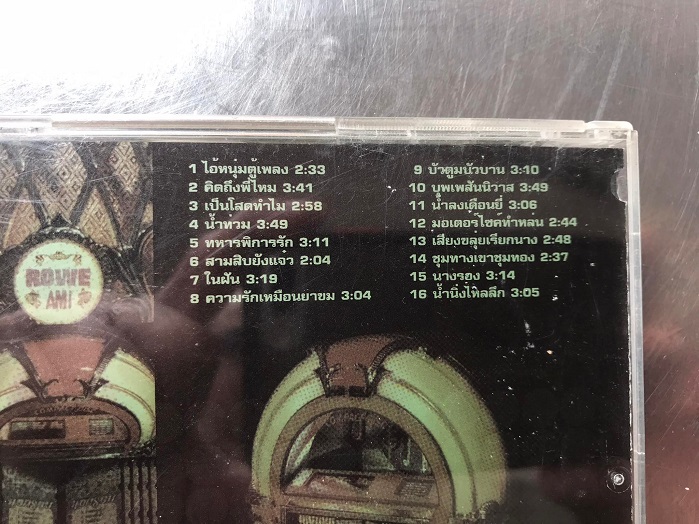 1 ไอ้หนุ่มตู้เพลง 2:33
2 คิดถึงพี่ไหม 3:41
3 เป็นโสดทำไม 2:58
4 น้ำท่วม 3:49
5 ทหารพิการรัก 3:11
6 สามสิบยังแจ๋ว 2:04
7 ในฝัน 3:19
8 ความรักเหมือนยาขม 3:04
9 บัวตูมบัวบาน 3:10
10 บุพเพสันนิวาส 3:49
11 น้ำลงเดือนยี่ 3:06
12 มอเตอร์ไซค์ทำหล่น 2:44
13 เสียงขลุ่ยเรียกนาง 2:48
14 ชุมทางเขาชุมทอง 2:37
15 นางรอง 3:14
16 น้ำนิ่งไหลลึก 3:05
ROWE
AMI